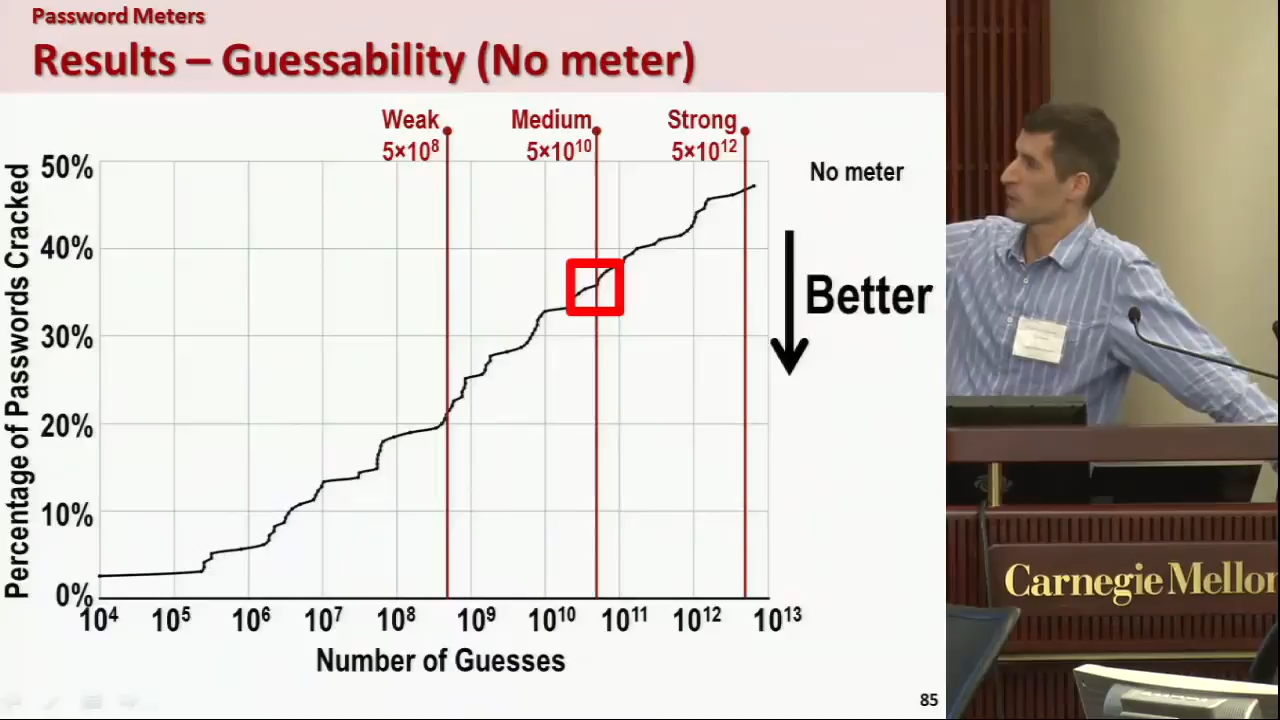 Password Meters
Results – Guessability (No meter)
Weak
5×10⁸
Medium
5×10¹⁰
Strong
5×10¹²
No meter
Better
Percentage of Passwords Cracked
50%
40%
30%
20%
10%
0%
10⁴ 10⁵ 10⁶ 10⁷ 10⁸ 10⁹ 10¹⁰ 10¹¹ 10¹² 10¹³
Number of Guesses
85
Carnegie Mellon